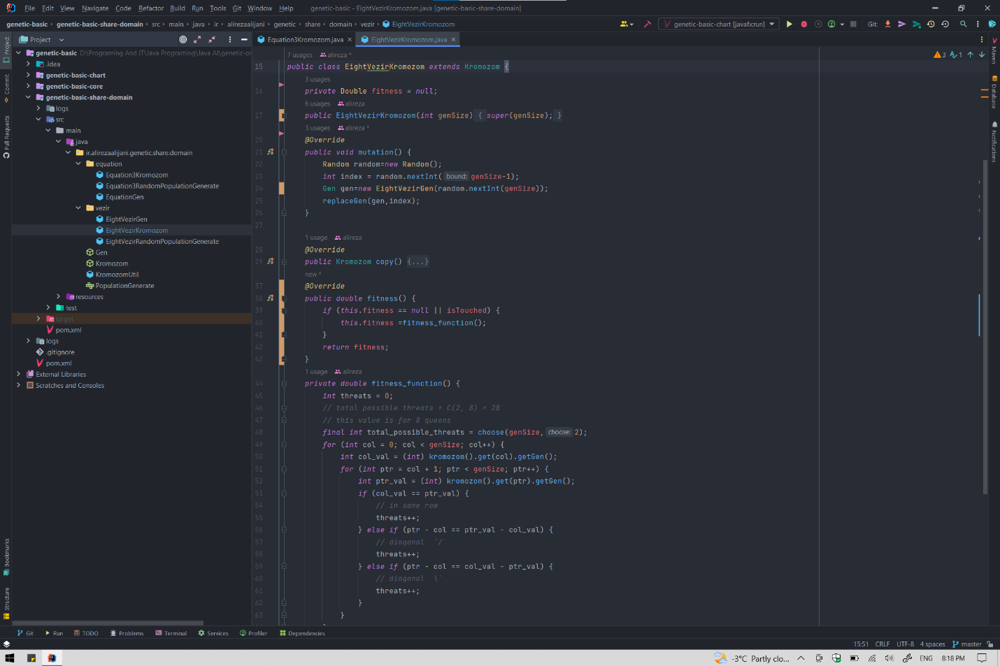 File Edit View Navigate Code Refactor Build Run Tools Git Window Help genetic-basic - EightVezirKromozom.java [genetic-basic-share-domain]
genetic-basic › genetic-basic-share-domain › src › main › java › ir › alirezaalijani › genetic › share › domain › vezir › EightVezirKromozom genetic-basic-chart [javafx:run] Git:
Project
Equation3Kromozom.java
EightVezirKromozom.java
genetic-basic D:\Programing And IT\Java Programing\Java AI\genetic-pr
.idea
genetic-basic-chart
genetic-basic-core
genetic-basic-share-domain
logs
src
main
java
ir.alirezaalijani.genetic.share.domain
equation
Equation3Kromozom
Equation3RandomPopulationGenerate
EquationGen
vezir
EightVezirGen
EightVezirKromozom
EightVezirRandomPopulationGenerate
Gen
Kromozom
KromozomUtil
PopulationGenerate
resources
test
target
pom.xml
logs
.gitignore
pom.xml
External Libraries
Scratches and Consoles
Project
Commit
Pull Requests
Bookmarks
Structure
7 usages alireza *
3 1
15 public class EightVezirKromozom extends Kromozom {
3 usages
16 private Double fitness = null;
6 usages alireza
17 public EightVezirKromozom(int genSize) { super(genSize); }
3 usages alireza *
20 @Override
21 public void mutation() {
22 Random random=new Random();
23 int index = random.nextInt( bound: genSize-1);
24 Gen gen=new EightVezirGen(random.nextInt(genSize));
25 replaceGen(gen,index);
26 }
27
1 usage alireza
28 @Override
29 public Kromozom copy() {...}
new *
37 @Override
38 public double fitness() {
39 if (this.fitness == null || isTouched) {
40 this.fitness =fitness_function();
41 }
42 return fitness;
43 }
1 usage alireza
44 private double fitness_function() {
45 int threats = 0;
46 // total possible threats = C(2, 8) = 28
47 // this value is for 8 queens
48 final int total_possible_threats = choose(genSize, choose: 2);
49 for (int col = 0; col < genSize; col++) {
50 int col_val = (int) kromozom().get(col).getGen();
51 for (int ptr = col + 1; ptr < genSize; ptr++) {
52 int ptr_val = (int) kromozom().get(ptr).getGen();
53 if (col_val == ptr_val) {
54 // in same row
55 threats++;
56 } else if (ptr - col == ptr_val - col_val) {
57 // diagonal `/`
58 threats++;
59 } else if (ptr - col == col_val - ptr_val) {
60 // diagonal `\`
61 threats++;
62 }
63 }
Maven
Database
Notifications
Git Run TODO Problems Terminal Services Profiler Dependencies
15:51 CRLF UTF-8 4 spaces master
-3°C Partly clo... ENG 8:18 PM